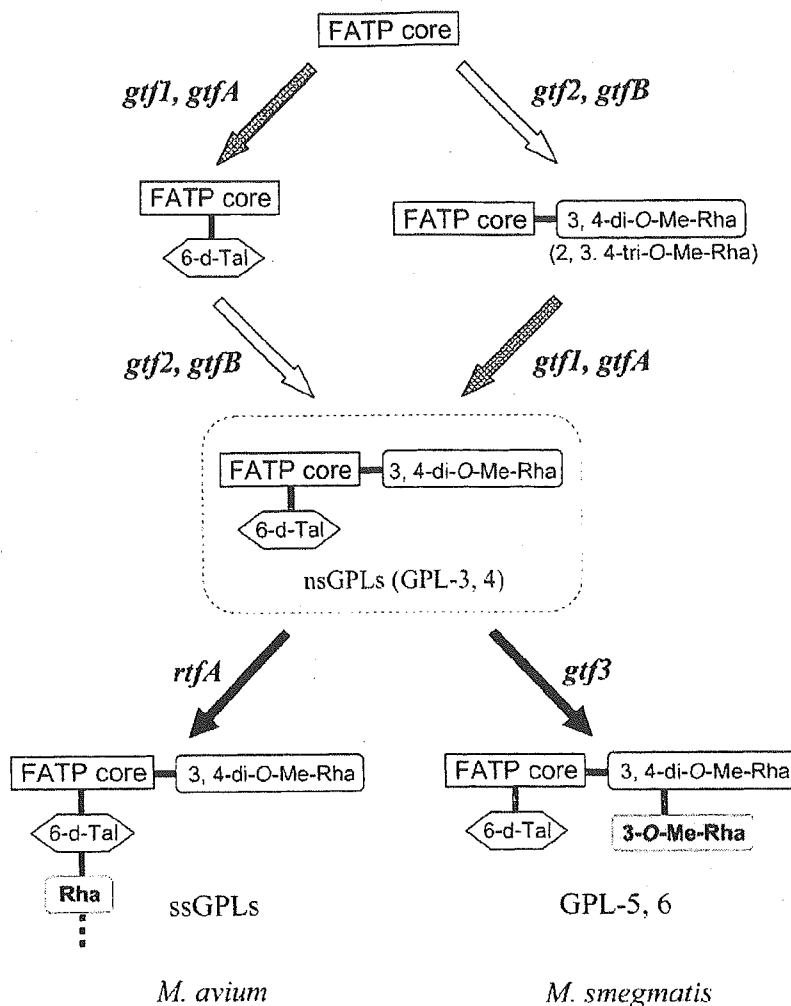 FATP core
gtf1, gtfA
gtf2, gtfB
FATP core
6-d-Tal
FATP core
3, 4-di-O-Me-Rha
(2, 3. 4-tri-O-Me-Rha)
gtf2, gtfB
gtf1, gtfA
FATP core
3, 4-di-O-Me-Rha
6-d-Tal
nsGPLs (GPL-3, 4)
rtfA
gtf3
FATP core
3, 4-di-O-Me-Rha
6-d-Tal
Rha
ssGPLs
FATP core
3, 4-di-O-Me-Rha
6-d-Tal
3-O-Me-Rha
GPL-5, 6
M. avium
M. smegmatis